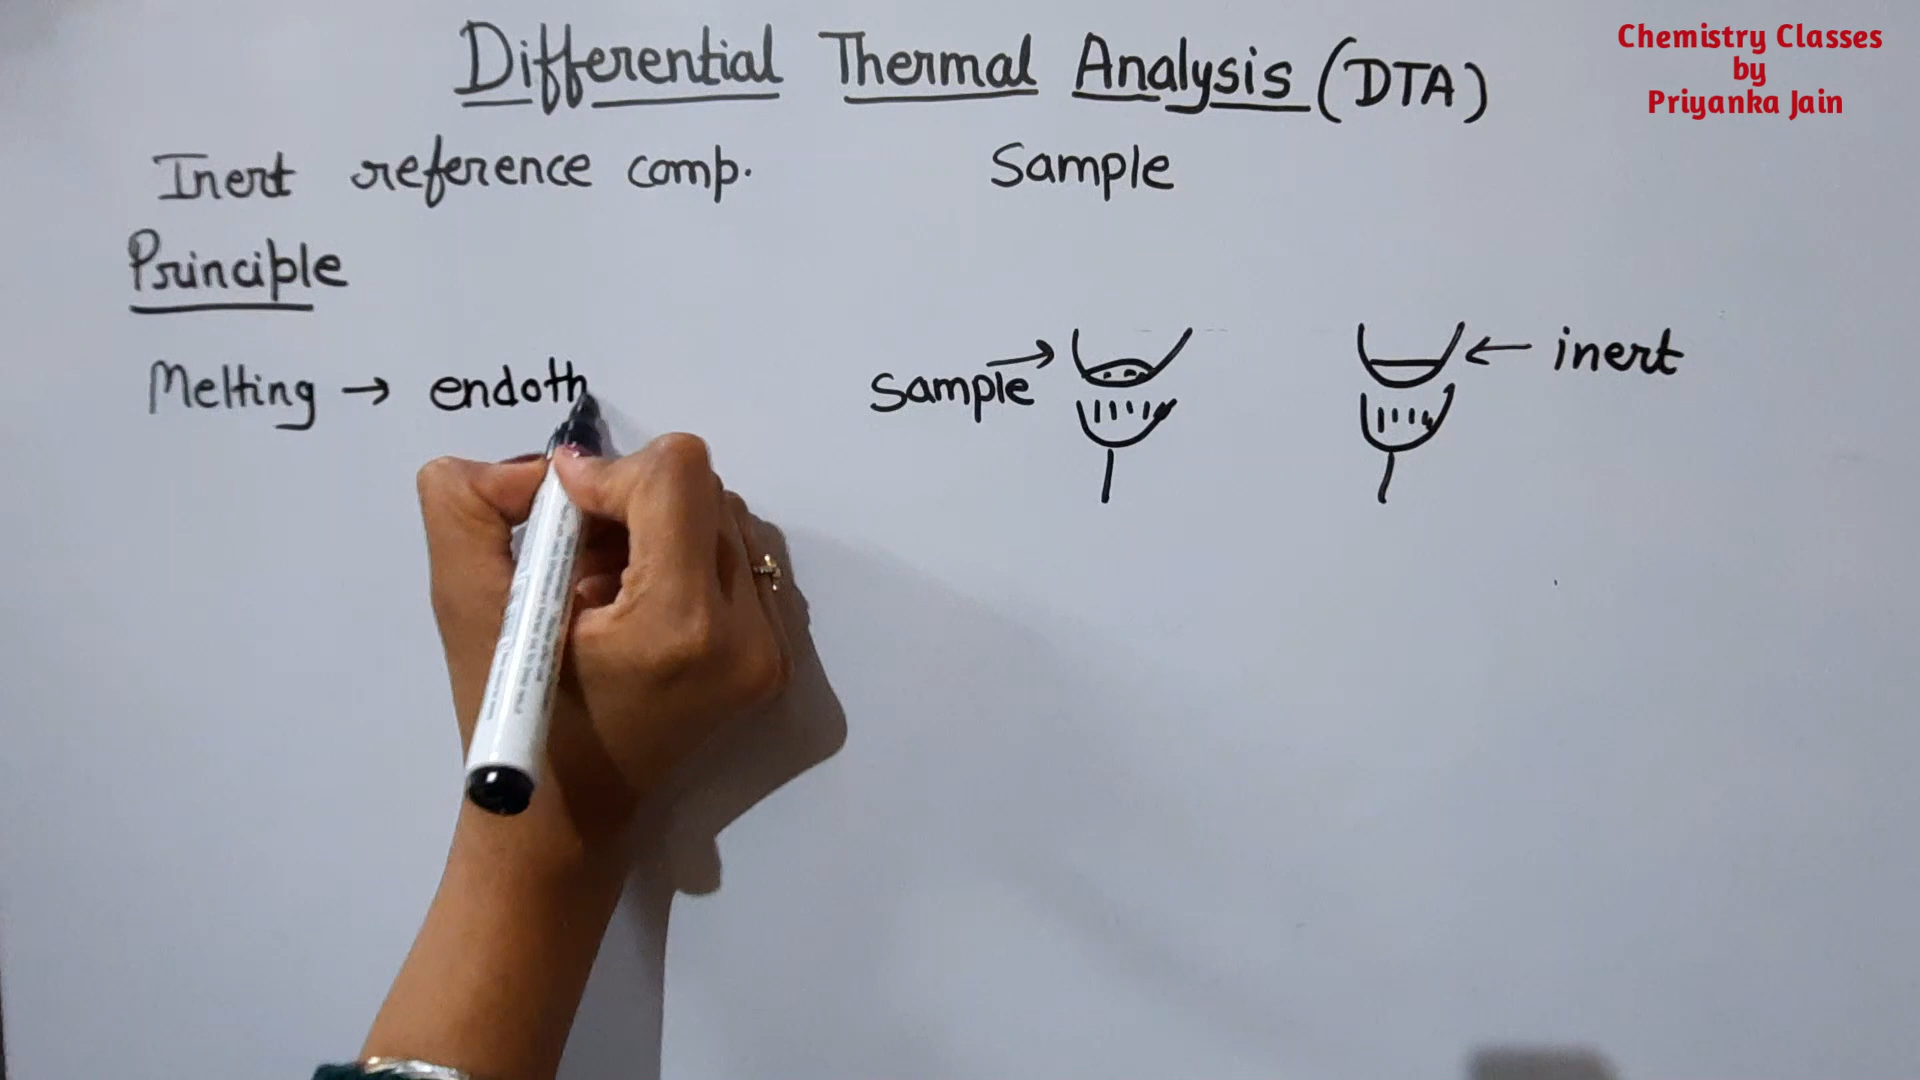 Differential Thermal Analysis (DTA)
Chemistry Classes
by
Priyanka Jain
Inert reference comp. Sample
Principle
Melting → endoth
Sample → ← inert